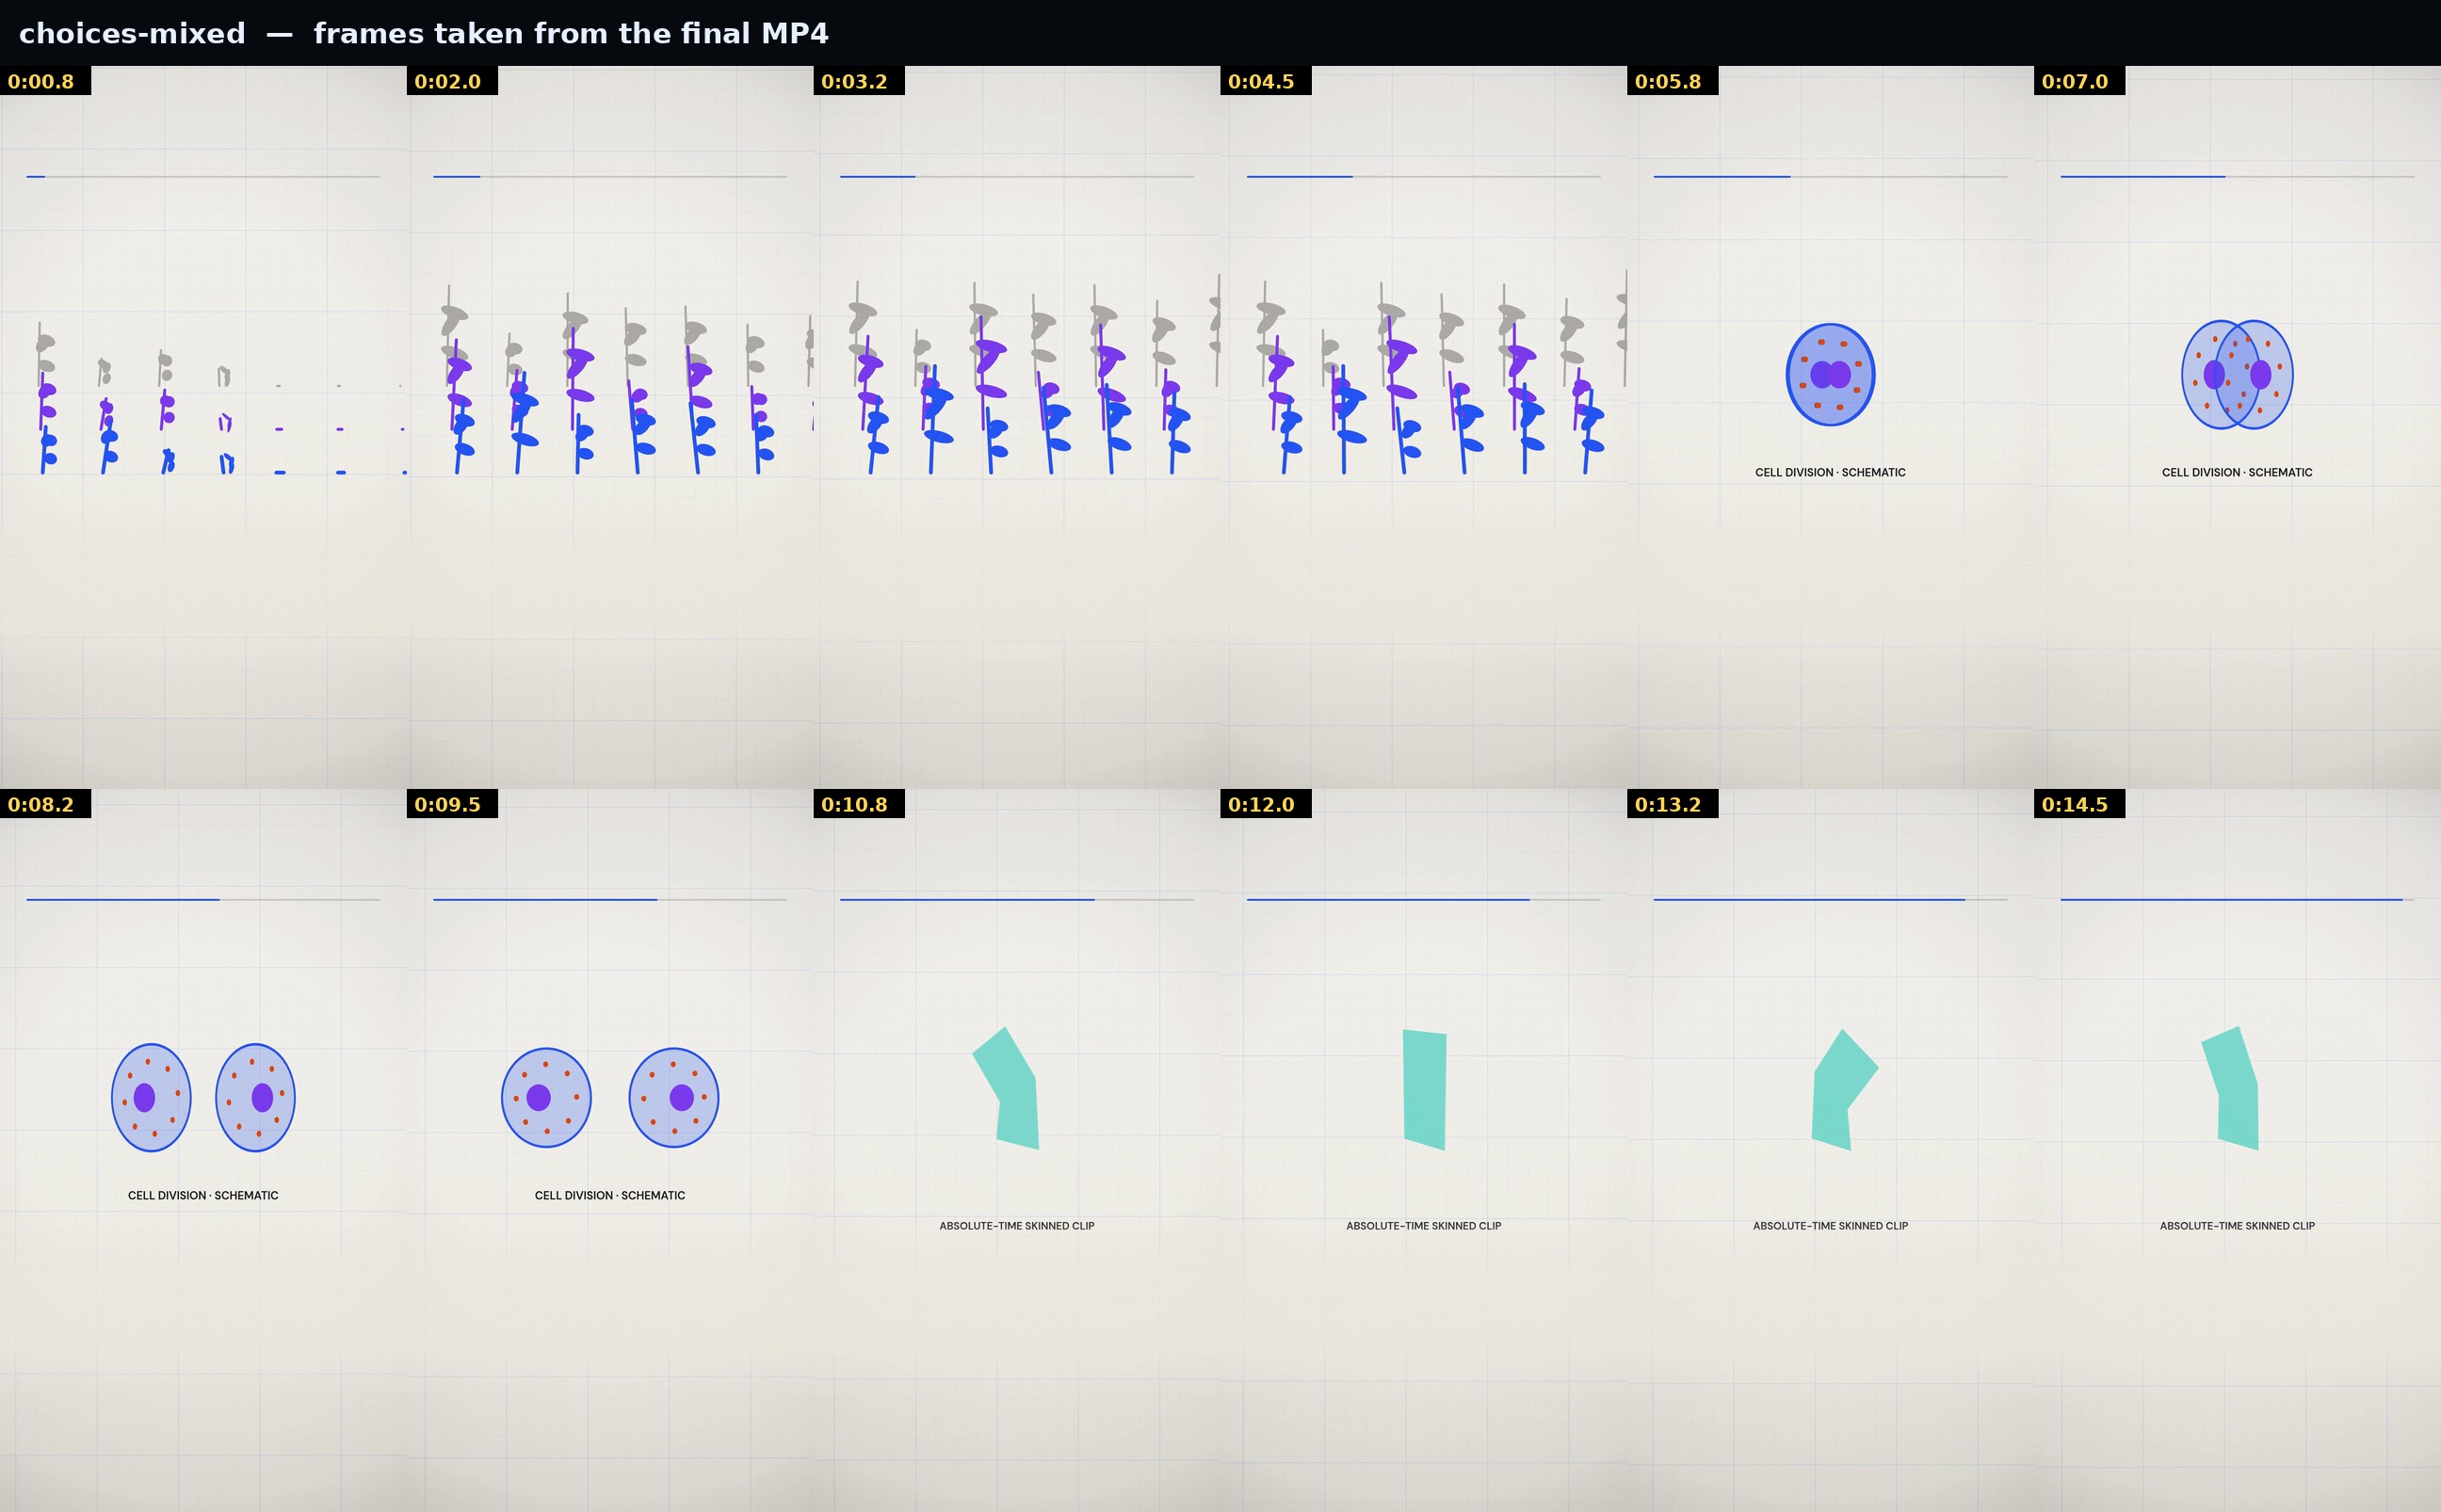 choices-mixed — frames taken from the final MP4
0:00.8
0:02.0
0:03.2
0:04.5
0:05.8
0:07.0
CELL DIVISION · SCHEMATIC
CELL DIVISION · SCHEMATIC
0:08.2
0:09.5
0:10.8
0:12.0
0:13.2
0:14.5
CELL DIVISION · SCHEMATIC
CELL DIVISION · SCHEMATIC
ABSOLUTE-TIME SKINNED CLIP
ABSOLUTE-TIME SKINNED CLIP
ABSOLUTE-TIME SKINNED CLIP
ABSOLUTE-TIME SKINNED CLIP